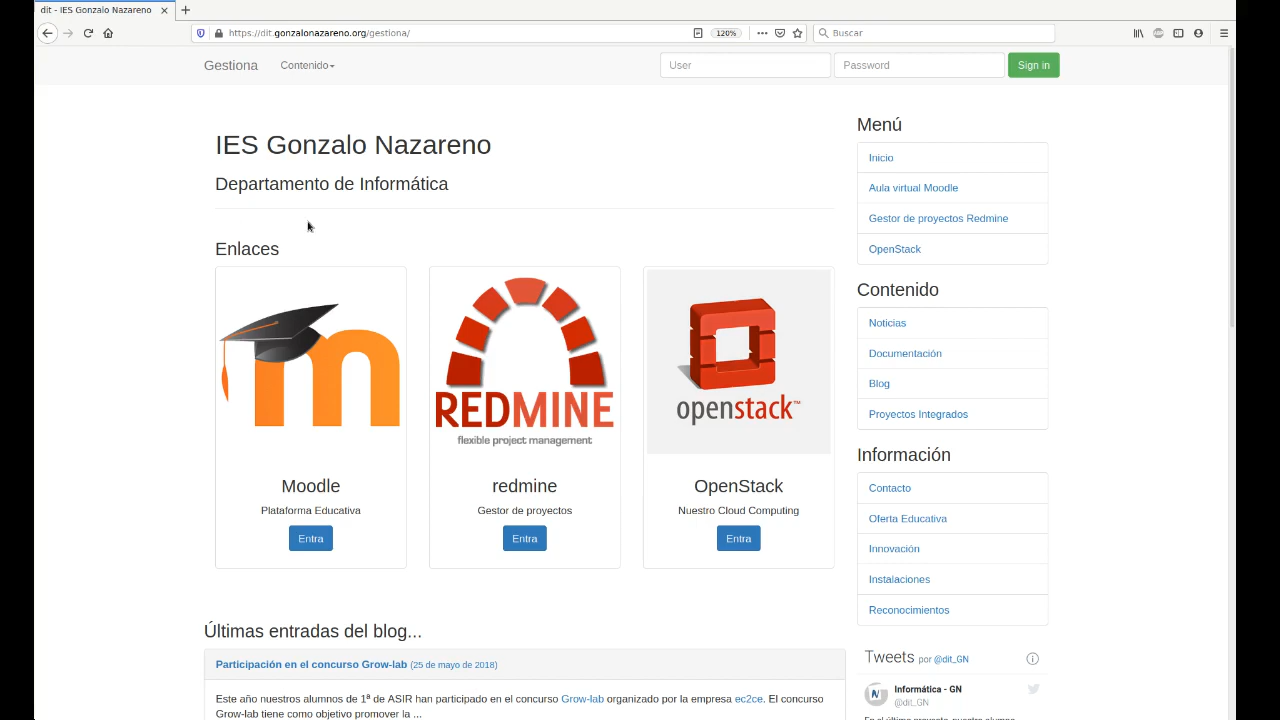 dit - IES Gonzalo Nazareno
https://dit.gonzalonazareno.org/gestiona/
120%
Buscar
Gestiona
Contenido
User
Password
Sign in
IES Gonzalo Nazareno
Departamento de Informática
Enlaces
m
REDMINE
flexible project management
openstack™
Moodle
redmine
OpenStack
Plataforma Educativa
Gestor de proyectos
Nuestro Cloud Computing
Entra
Entra
Entra
Últimas entradas del blog...
Participación en el concurso Grow-lab (25 de mayo de 2018)
Este año nuestros alumnos de 1ª de ASIR han participado en el concurso Grow-lab organizado por la empresa ec2ce. El concurso
Grow-lab tiene como objetivo promover la ...
Menú
Inicio
Aula virtual Moodle
Gestor de proyectos Redmine
OpenStack
Contenido
Noticias
Documentación
Blog
Proyectos Integrados
Información
Contacto
Oferta Educativa
Innovación
Instalaciones
Reconocimientos
Tweets por @dit_GN
Informática - GN
@dit_GN